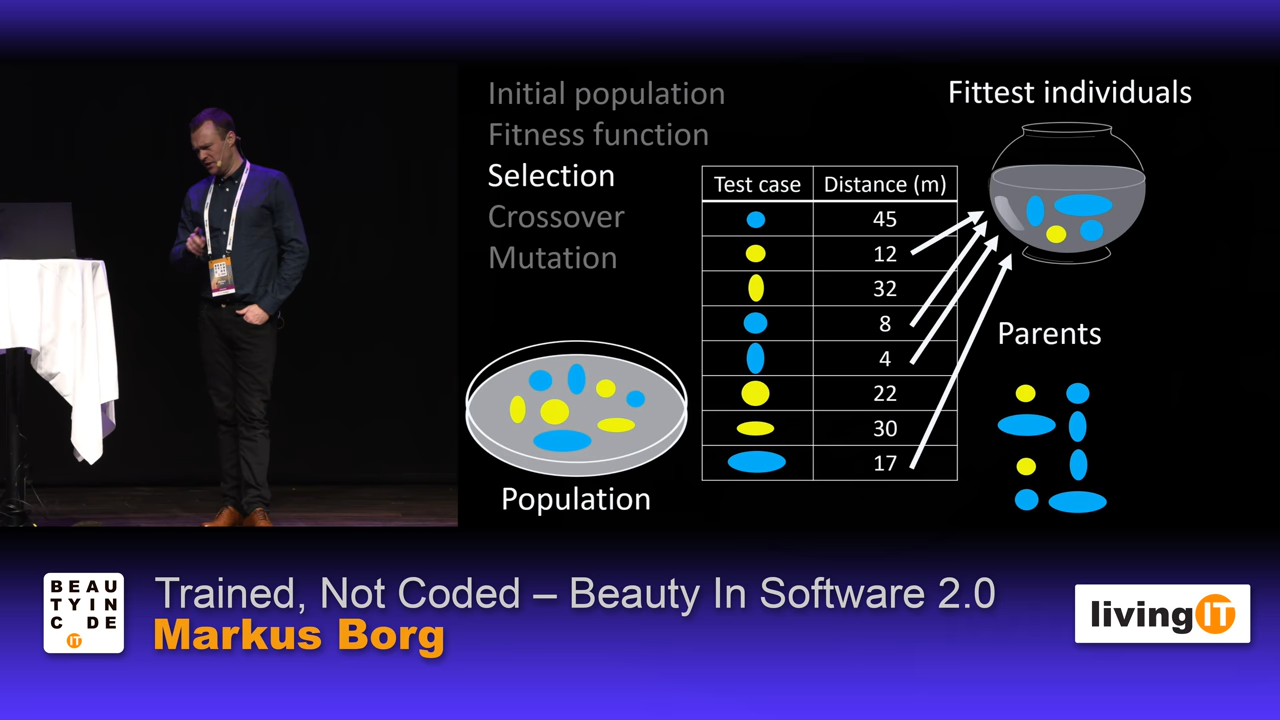 Initial population
Fitness function
Selection
Crossover
Mutation
Fittest individuals
Test case Distance (m)
45
12
32
8
4
22
30
17
Parents
Population
BEAU
TYIN
C DE
IT
Trained, Not Coded – Beauty In Software 2.0
Markus Borg
livingIT